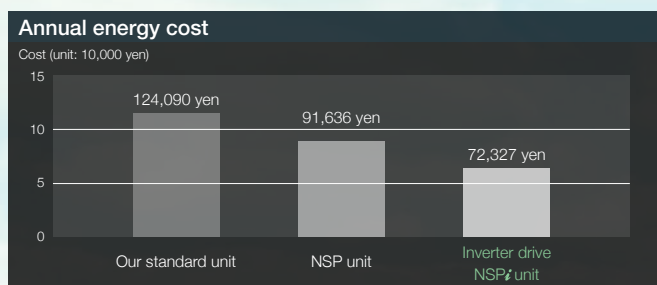 Annual energy cost
Cost (unit: 10,000 yen)
15
124,090 yen
91,636 yen
10
72,327 yen
5
0
Our standard unit
NSP unit
Inverter drive
NSPi unit